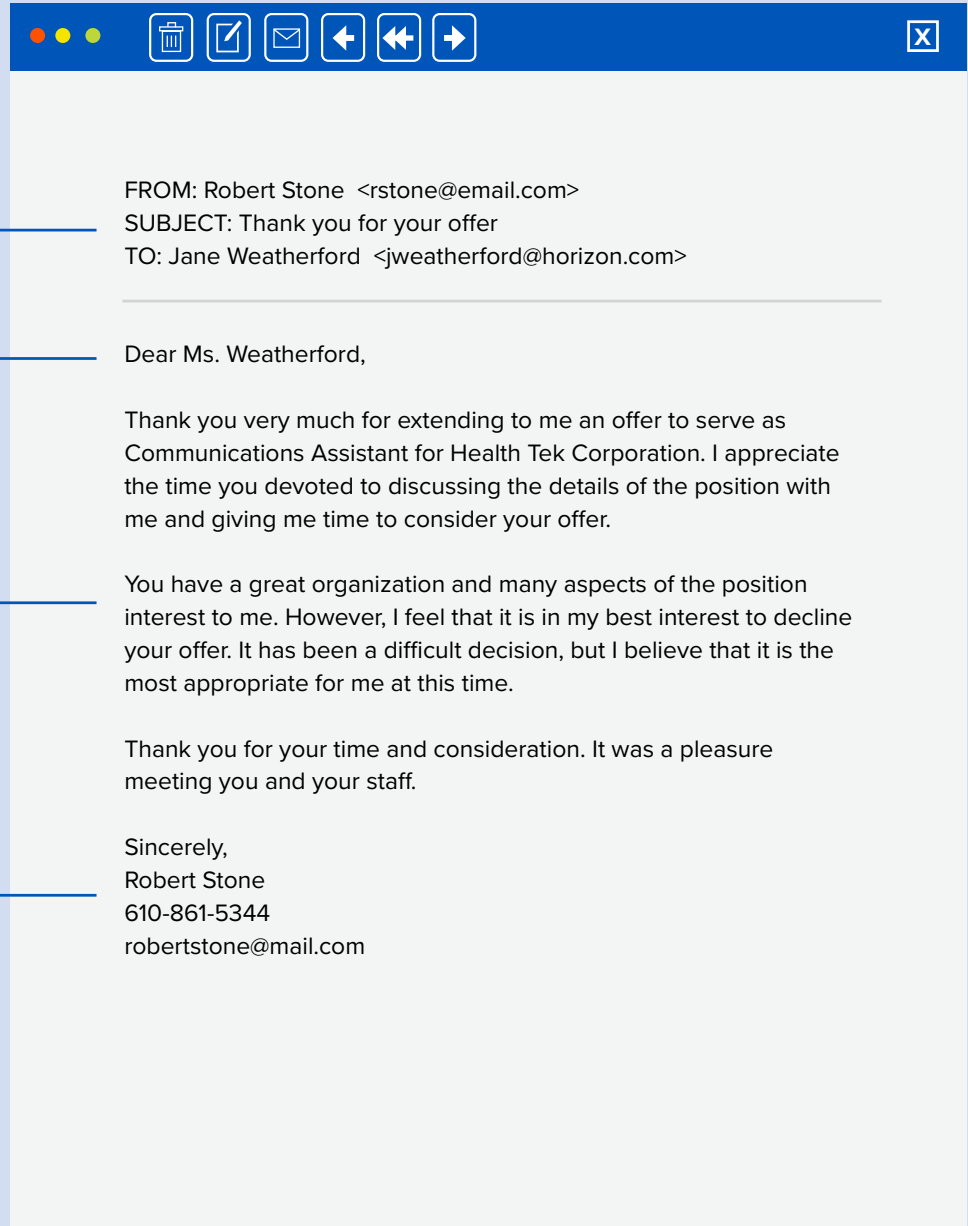 X
FROM: Robert Stone <rstone@email.com>
SUBJECT: Thank you for your offer
TO: Jane Weatherford <jweatherford@horizon.com>
Dear Ms. Weatherford,
Thank you very much for extending to me an offer to serve as
Communications Assistant for Health Tek Corporation. I appreciate
the time you devoted to discussing the details of the position with
me and giving me time to consider your offer.
You have a great organization and many aspects of the position
interest to me. However, I feel that it is in my best interest to decline
your offer. It has been a difficult decision, but I believe that it is the
most appropriate for me at this time.
Thank you for your time and consideration. It was a pleasure
meeting you and your staff.
Sincerely,
Robert Stone
610-861-5344
robertstone@mail.com